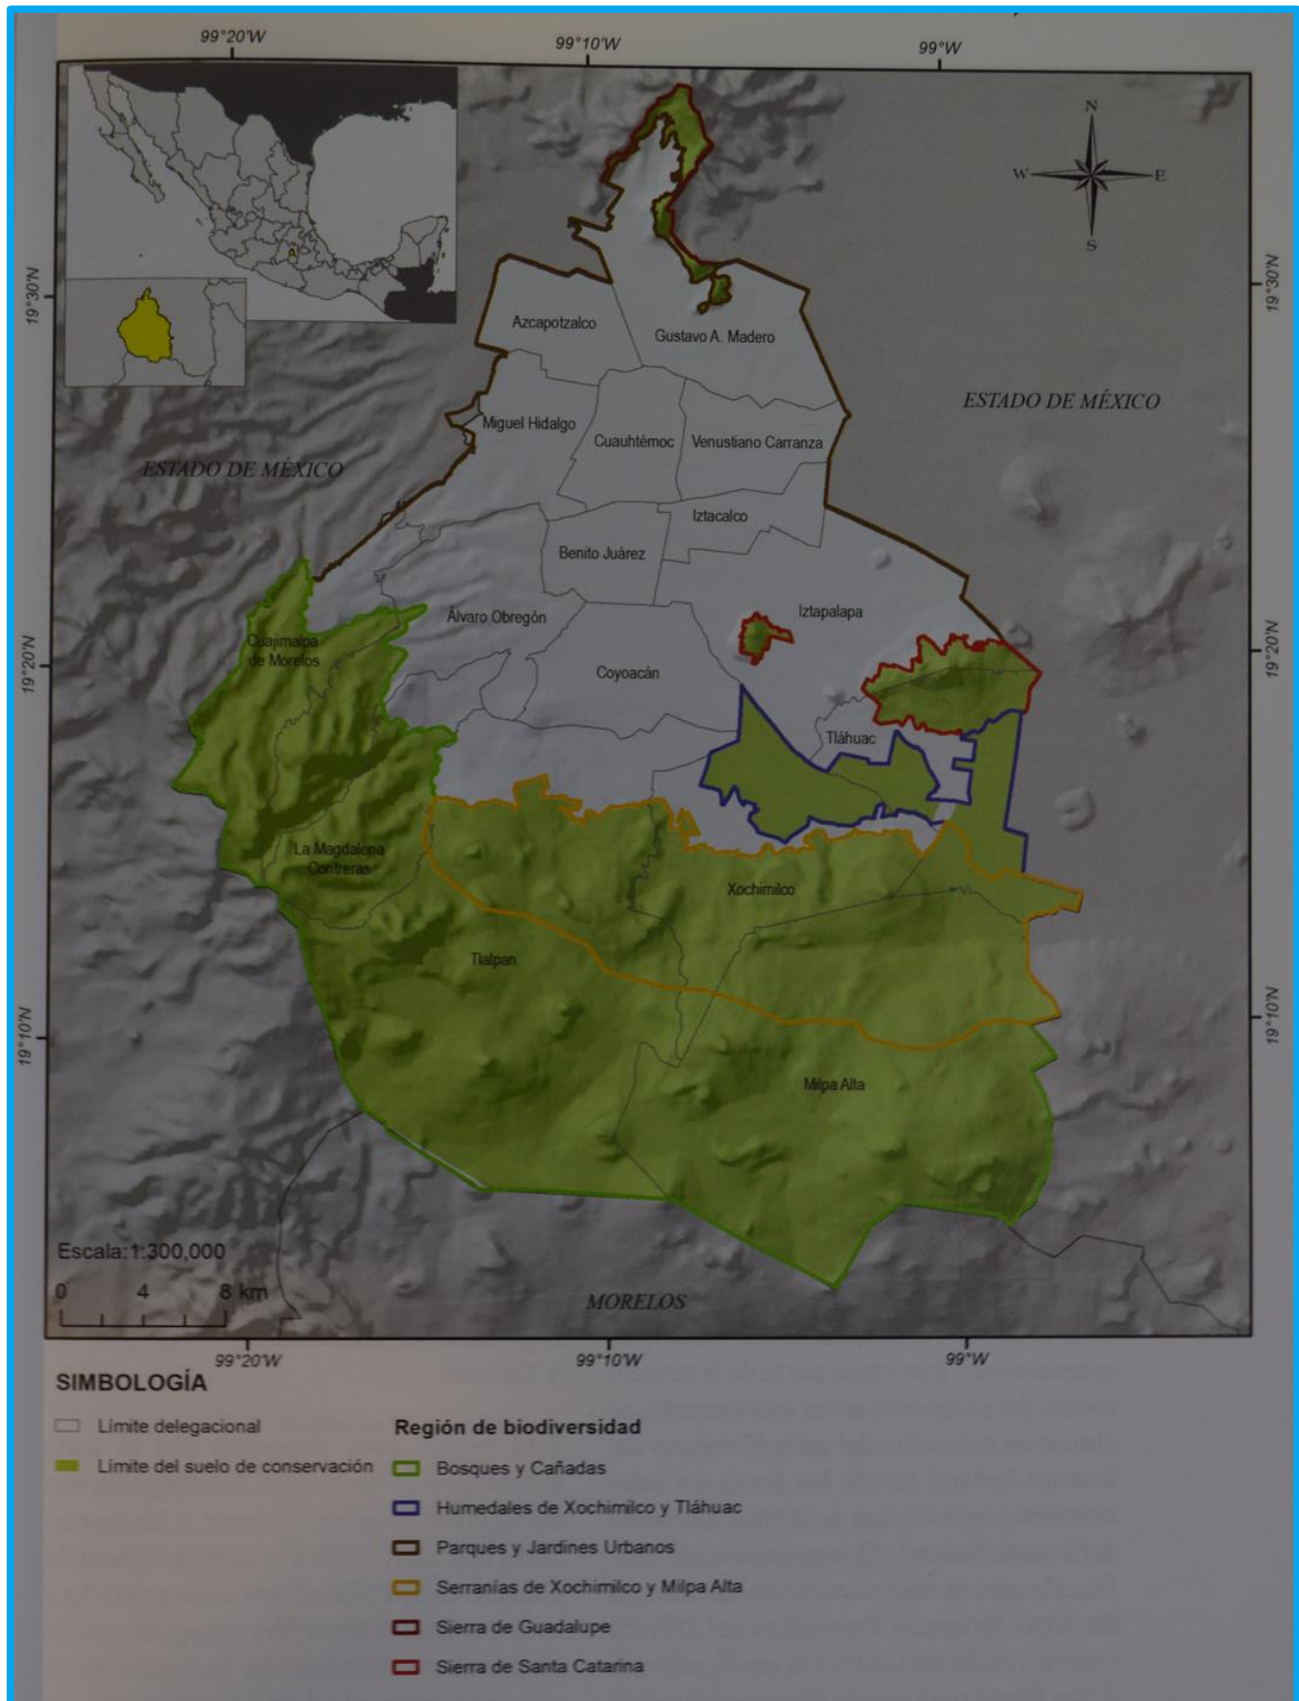 99°20'W
99°10'W
99°W
N
W E
S
19°30'N
19°30'N
Azcapotzalco
Gustavo A. Madero
ESTADO DE MÉXICO
Miguel Hidalgo
Cuauhtémoc
Venustiano Carranza
ESTADO DE MÉXICO
Iztacalco
Benito Juárez
Álvaro Obregón
Iztapalapa
19°20'N
Cuajimalpa
de Morelos
19°20'N
Coyoacán
Tláhuac
La Magdalena
Contreras
Xochimilco
Tlalpan
19°10'N
19°10'N
Milpa Alta
Escala:1:300,000
0 4 8 km
MORELOS
99°20'W
99°10'W
99°W
SIMBOLOGÍA
Límite delegacional
Límite del suelo de conservación
Región de biodiversidad
Bosques y Cañadas
Humedales de Xochimilco y Tláhuac
Parques y Jardines Urbanos
Serranías de Xochimilco y Milpa Alta
Sierra de Guadalupe
Sierra de Santa Catarina